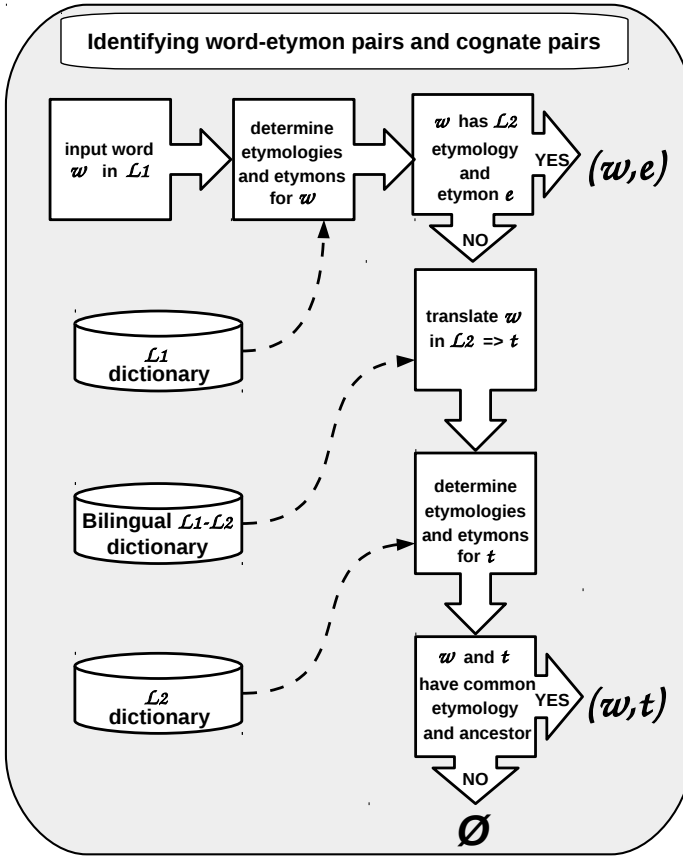 Identifying word-etymon pairs and cognate pairs
input word
w in L1
determine
etymologies
and etymons
for w
w has L2
etymology
and
etymon e
YES
(w,e)
NO
translate w
in L2 => t
L1
dictionary
Bilingual L1-L2
dictionary
determine
etymologies
and etymons
for t
L2
dictionary
w and t
have common
etymology
and ancestor
YES
(w,t)
NO
Ø